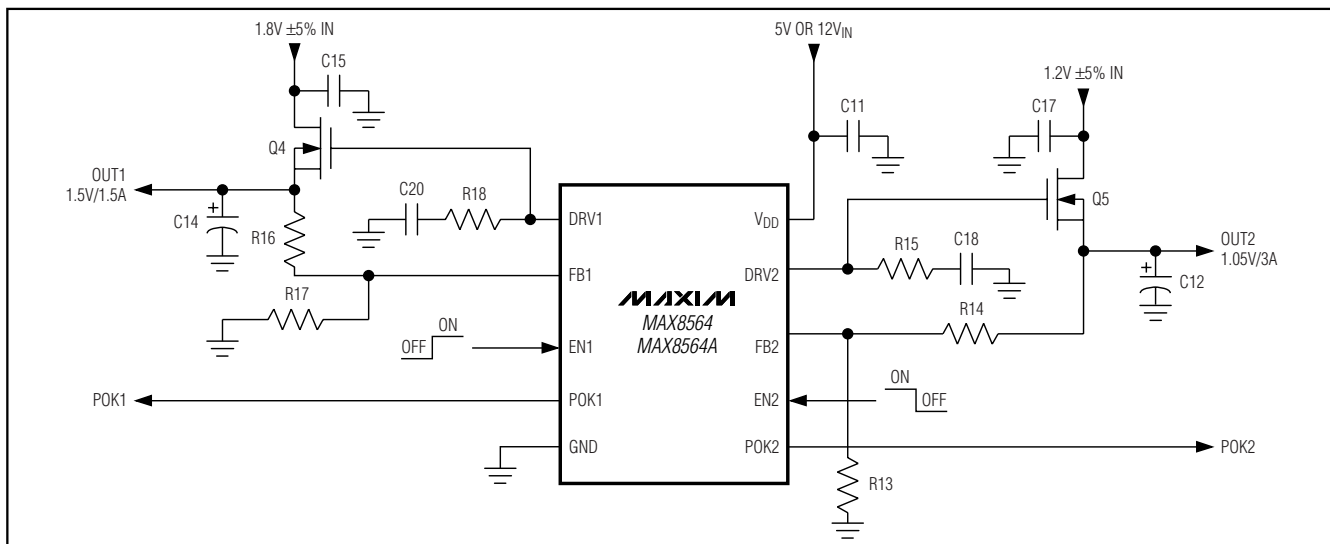 1.8V ±5% IN
C15
Q4
OUT1
1.5V/1.5A
C14
R16
C20
R18
R17
OFF
ON
POK1
5V OR 12VIN
C11
1.2V ±5% IN
C17
Q5
DRV1
VDD
DRV2
FB1
MAXIM
MAX8564
MAX8564A
FB2
EN1
EN2
POK1
POK2
GND
R15
C18
OUT2
1.05V/3A
C12
R14
ON
OFF
POK2
R13